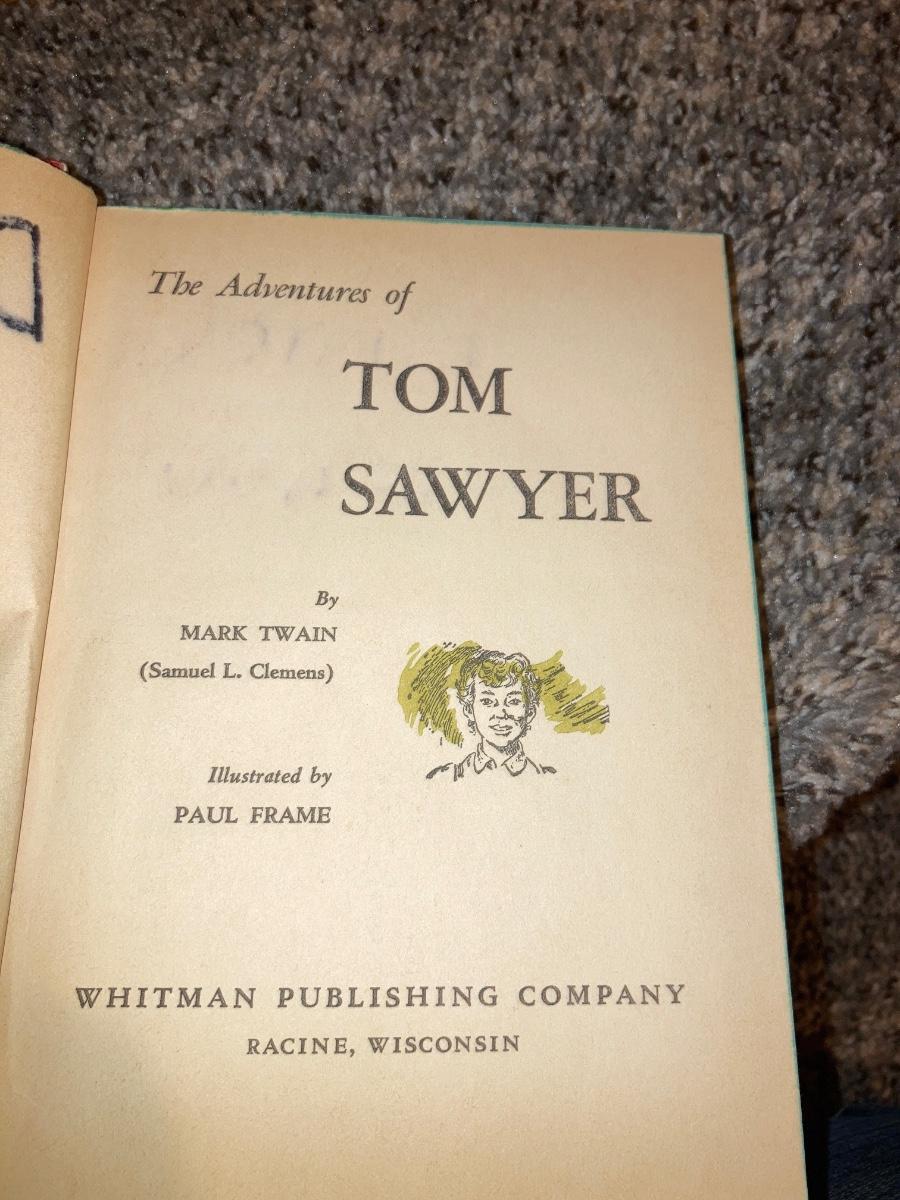 The Adventures of
TOM
SAWYER
By
MARK TWAIN
(Samuel L. Clemens)
Illustrated by
PAUL FRAME
WHITMAN PUBLISHING COMPANY
RACINE, WISCONSIN